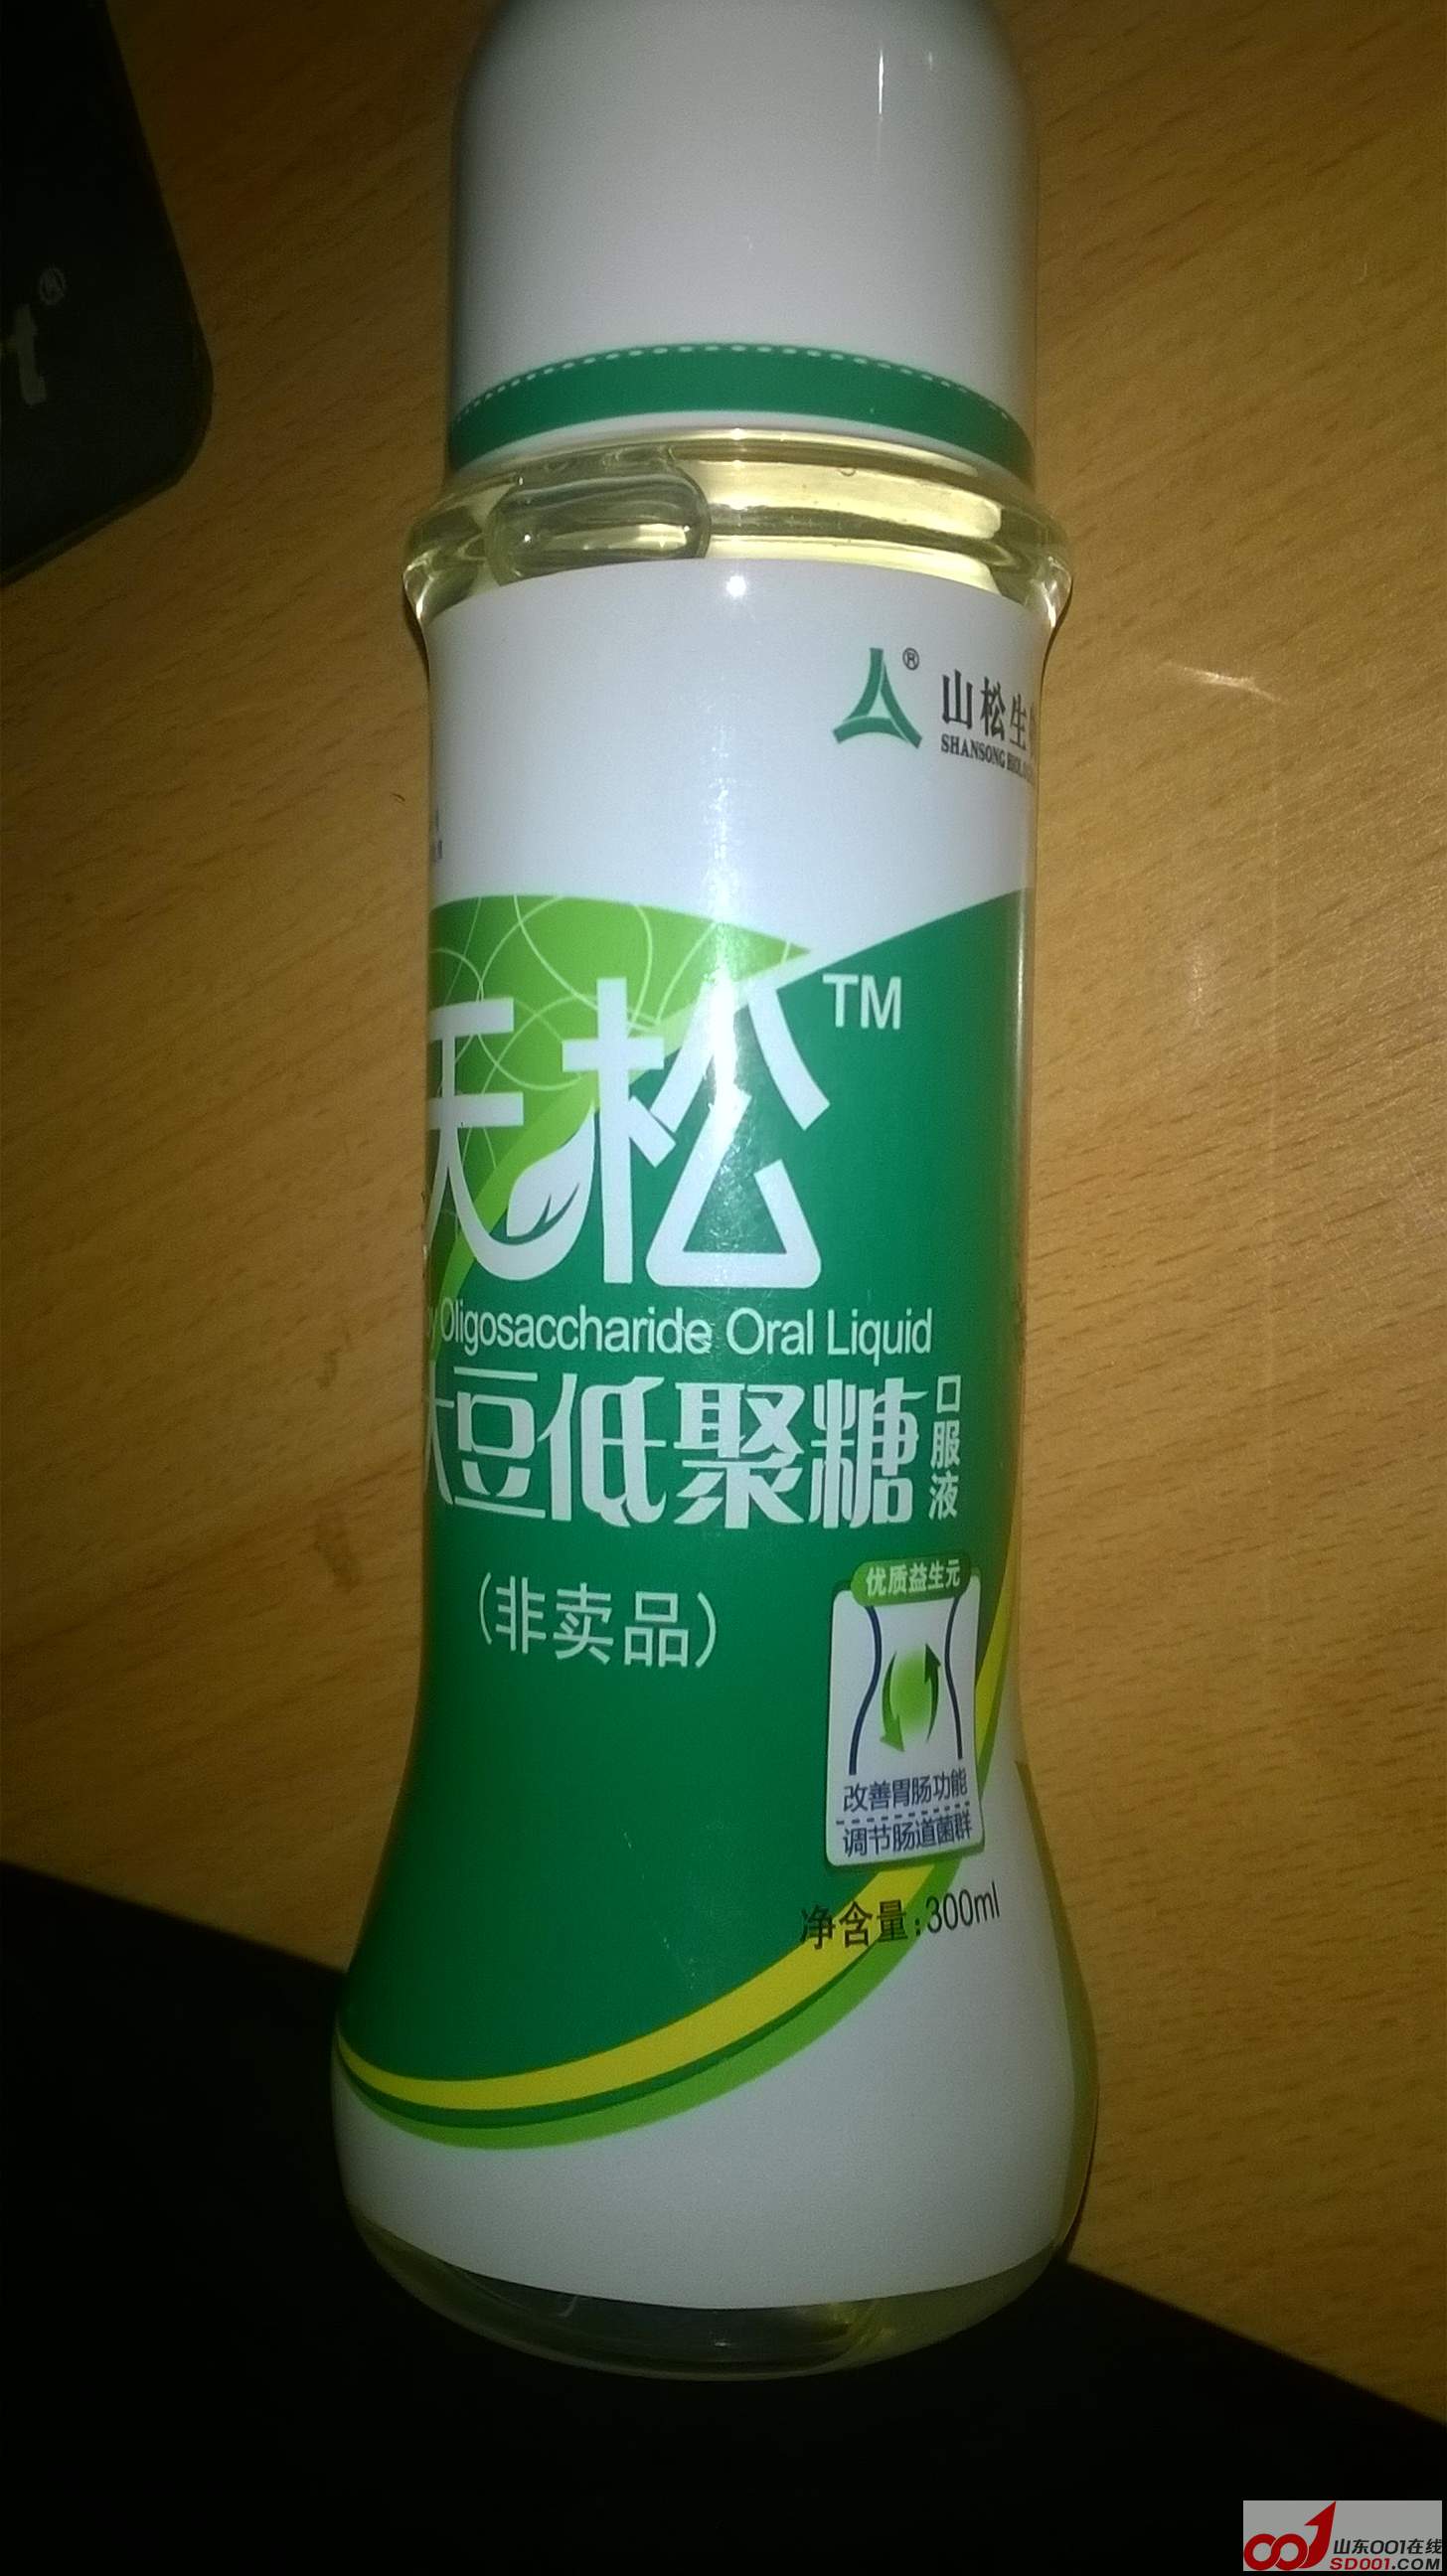 ®
山松生
SHANSONG
天松™
Oligosaccharide Oral Liquid
大豆低聚糖口服液
(非卖品)
优质益生元
改善胃肠功能
调节肠道菌群
净含量:300ml
t®
山东001在线
SD001.COM